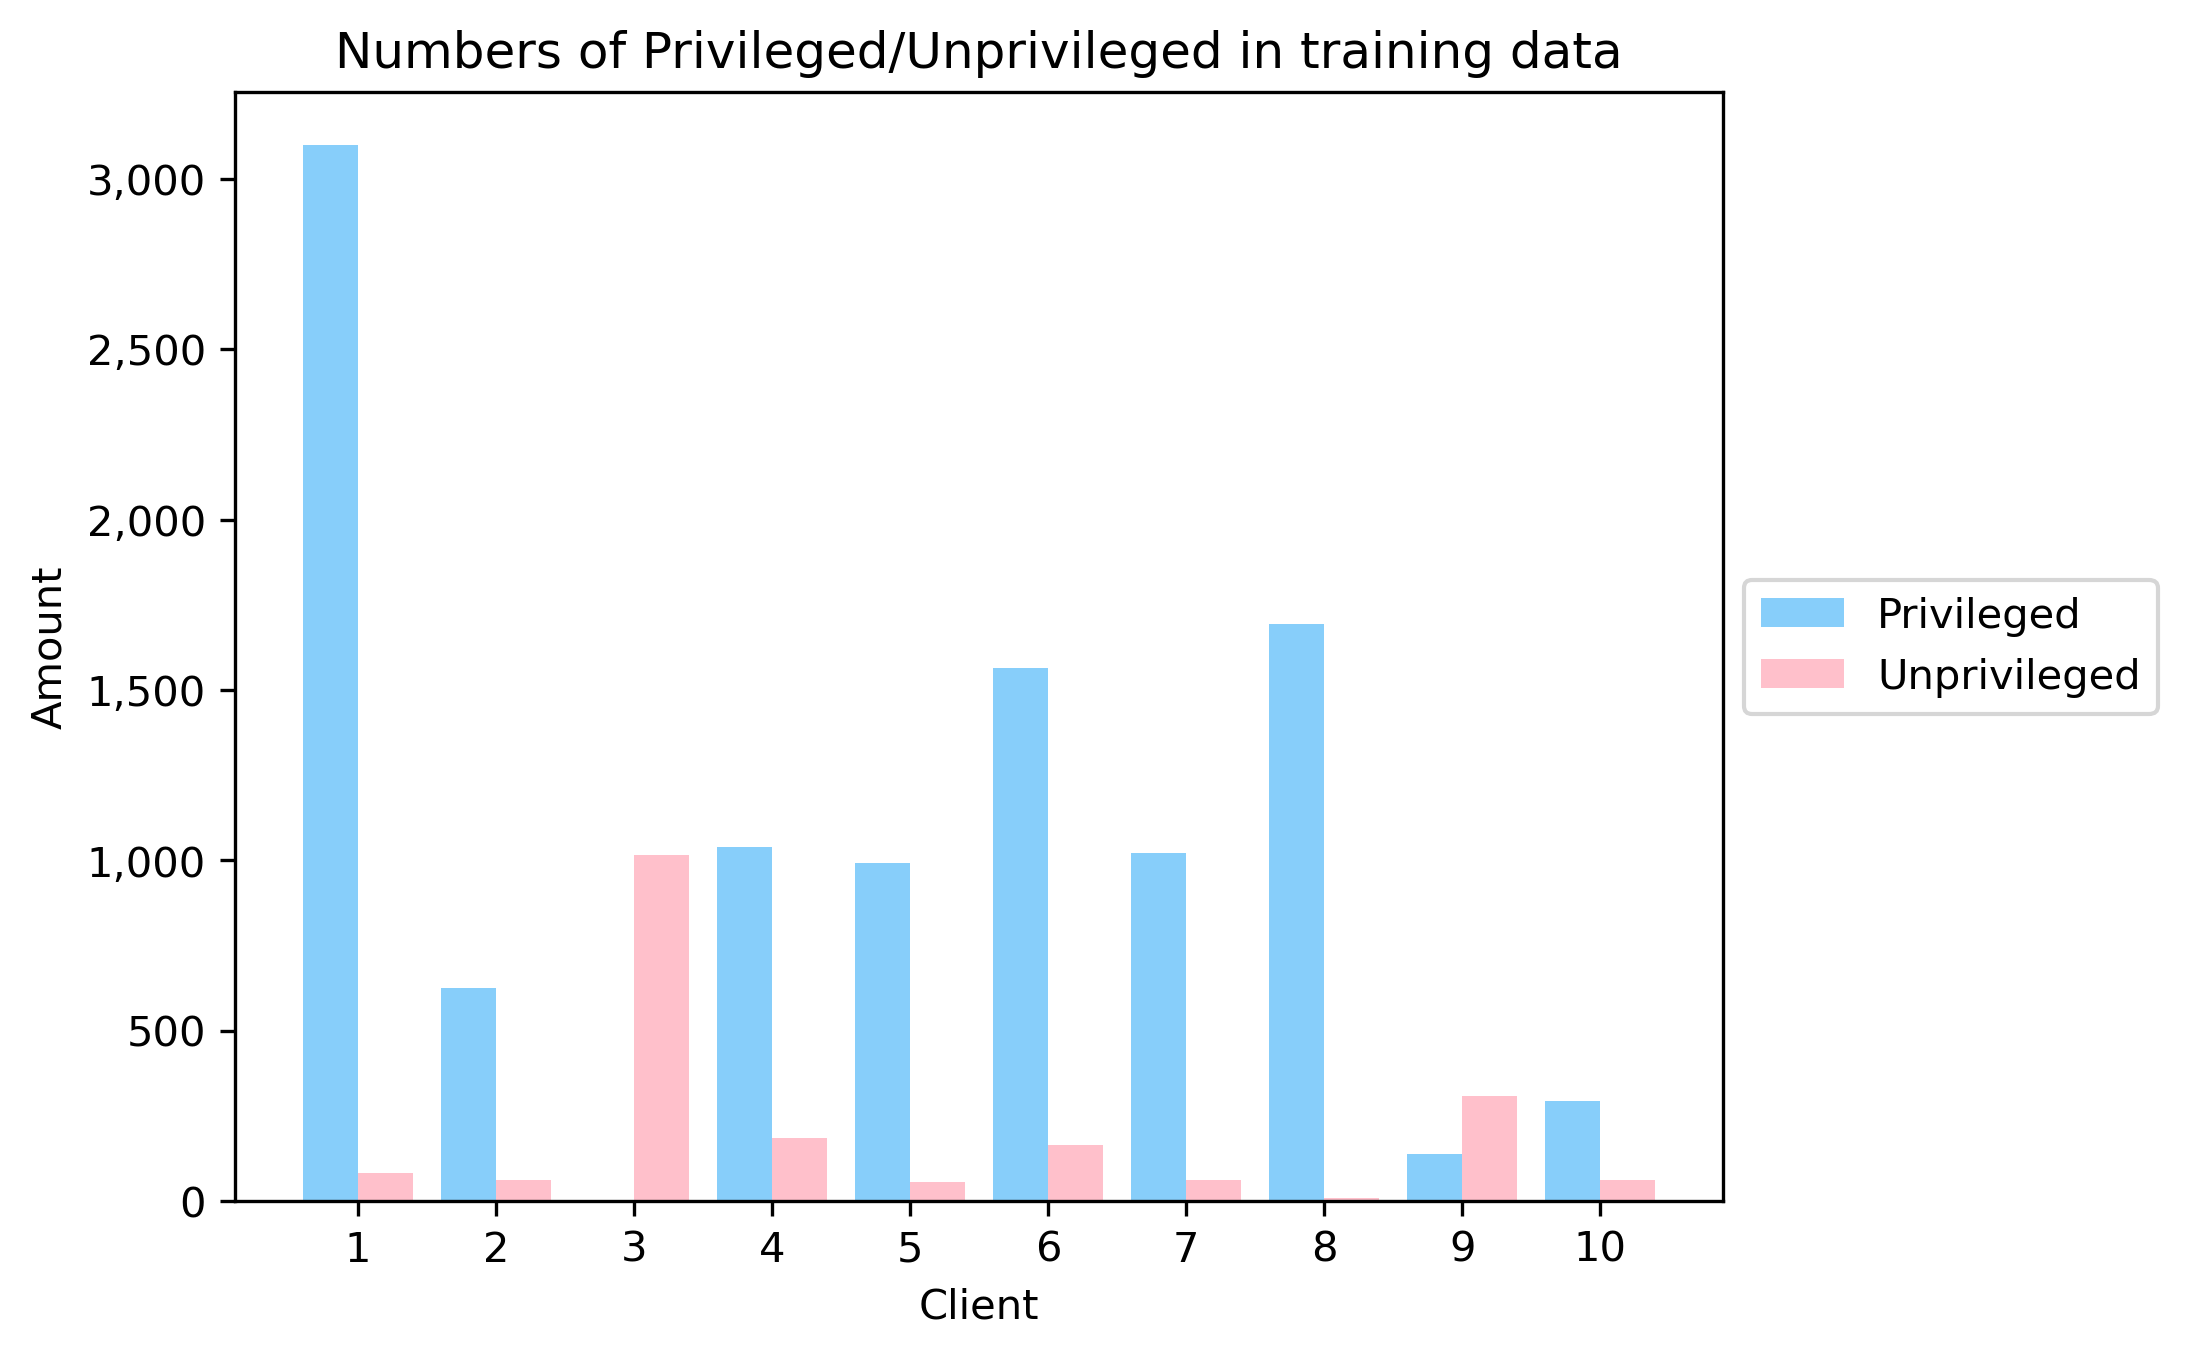 Numbers of Privileged/Unprivileged in training data
3,000
2,500
2,000
1,500
1,000
500
0
Amount
1 2 3 4 5 6 7 8 9 10
Client
Privileged
Unprivileged